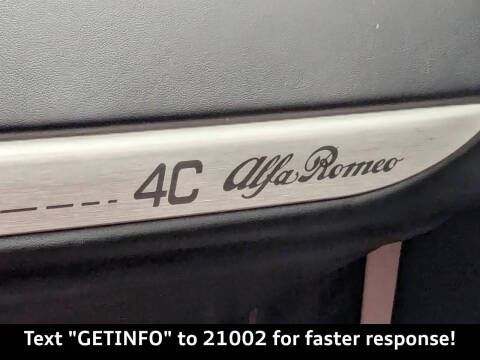 4C Alfa Romeo
Text "GETINFO" to 21002 for faster response!